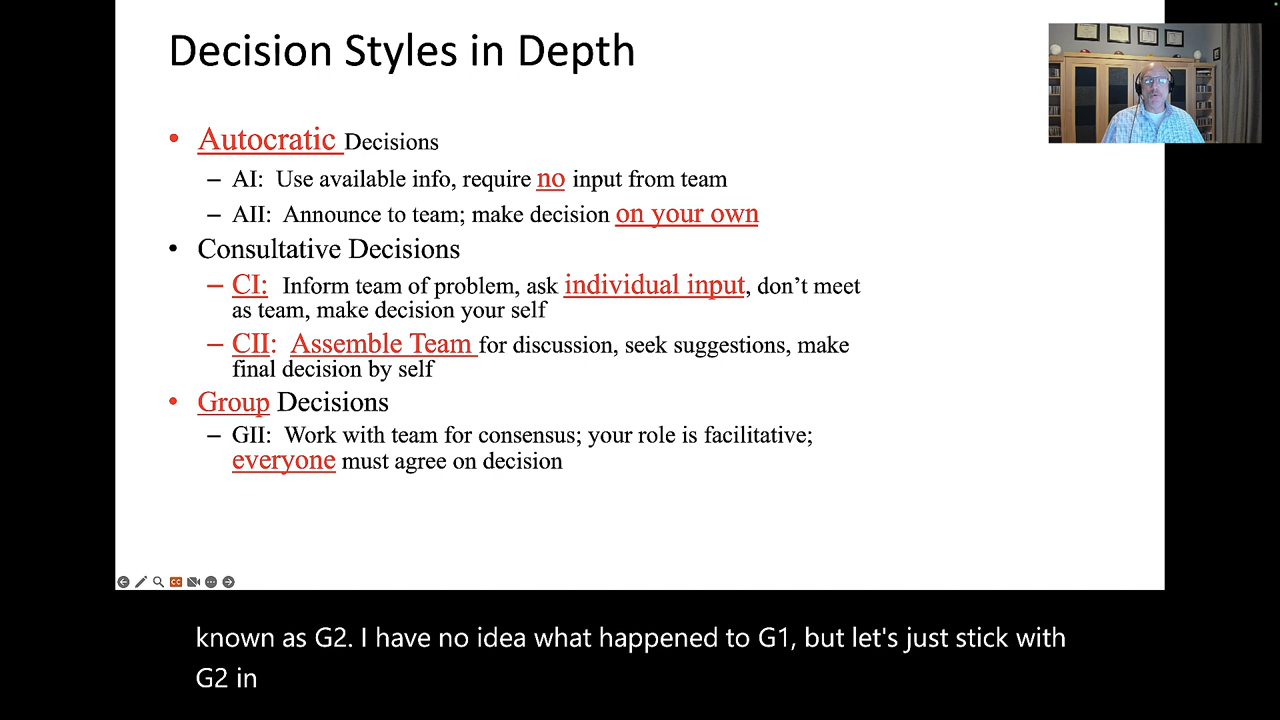 Decision Styles in Depth
• Autocratic Decisions
– AI: Use available info, require no input from team
– AII: Announce to team; make decision on your own
• Consultative Decisions
– CI: Inform team of problem, ask individual input, don’t meet
as team, make decision your self
– CII: Assemble Team for discussion, seek suggestions, make
final decision by self
• Group Decisions
– GII: Work with team for consensus; your role is facilitative;
everyone must agree on decision
CC
known as G2. I have no idea what happened to G1, but let's just stick with
G2 in